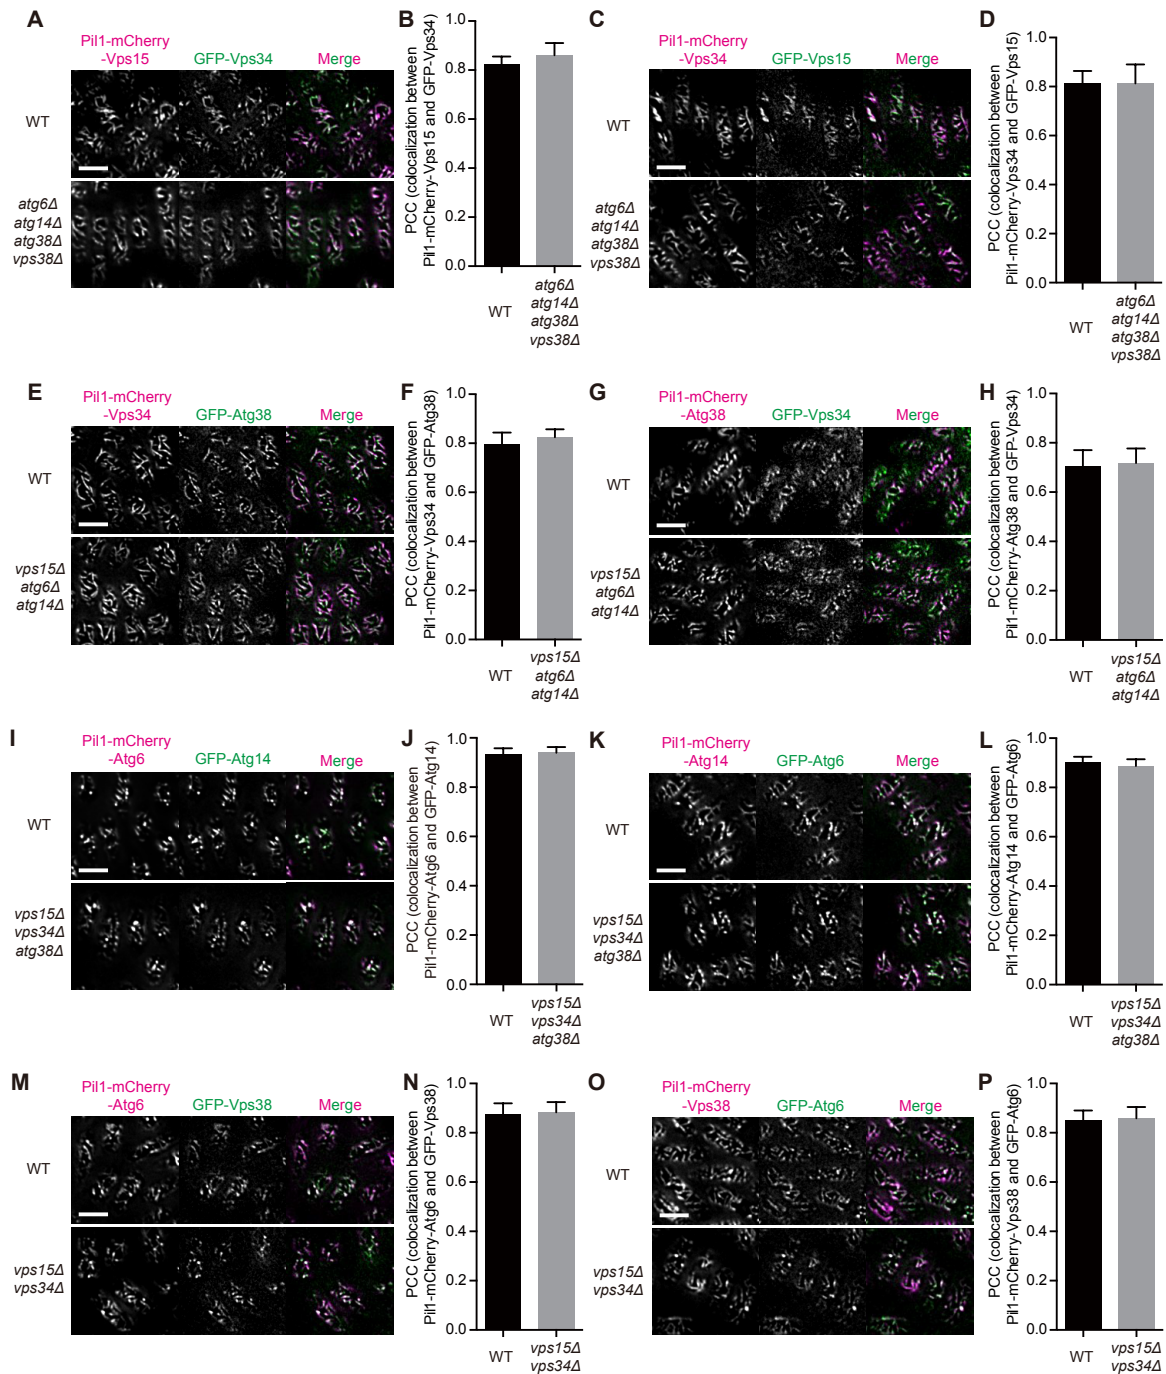 A
Pil1-mCherry
-Vps15
GFP-Vps34
Merge
WT
atg6Δ
atg14Δ
atg38Δ
vps38Δ
B
PCC (colocalization between
Pil1-mCherry-Vps15 and GFP-Vps34)
1.0
0.8
0.6
0.4
0.2
0.0
WT
atg6Δ
atg14Δ
atg38Δ
vps38Δ
C
Pil1-mCherry
-Vps34
GFP-Vps15
Merge
WT
atg6Δ
atg14Δ
atg38Δ
vps38Δ
D
PCC (colocalization between
Pil1-mCherry-Vps34 and GFP-Vps15)
1.0
0.8
0.6
0.4
0.2
0.0
WT
atg6Δ
atg14Δ
atg38Δ
vps38Δ
E
Pil1-mCherry
-Vps34
GFP-Atg38
Merge
WT
vps15Δ
atg6Δ
atg14Δ
F
PCC (colocalization between
Pil1-mCherry-Vps34 and GFP-Atg38)
1.0
0.8
0.6
0.4
0.2
0.0
WT
vps15Δ
atg6Δ
atg14Δ
G
Pil1-mCherry
-Atg38
GFP-Vps34
Merge
WT
vps15Δ
atg6Δ
atg14Δ
H
PCC (colocalization between
Pil1-mCherry-Atg38 and GFP-Vps34)
1.0
0.8
0.6
0.4
0.2
0.0
WT
vps15Δ
atg6Δ
atg14Δ
I
Pil1-mCherry
-Atg6
GFP-Atg14
Merge
WT
vps15Δ
vps34Δ
atg38Δ
J
PCC (colocalization between
Pil1-mCherry-Atg6 and GFP-Atg14)
1.0
0.8
0.6
0.4
0.2
0.0
WT
vps15Δ
vps34Δ
atg38Δ
K
Pil1-mCherry
-Atg14
GFP-Atg6
Merge
WT
vps15Δ
vps34Δ
atg38Δ
L
PCC (colocalization between
Pil1-mCherry-Atg14 and GFP-Atg6)
1.0
0.8
0.6
0.4
0.2
0.0
WT
vps15Δ
vps34Δ
atg38Δ
M
Pil1-mCherry
-Atg6
GFP-Vps38
Merge
WT
vps15Δ
vps34Δ
N
PCC (colocalization between
Pil1-mCherry-Atg6 and GFP-Vps38)
1.0
0.8
0.6
0.4
0.2
0.0
WT
vps15Δ
vps34Δ
O
Pil1-mCherry
-Vps38
GFP-Atg6
Merge
WT
vps15Δ
vps34Δ
P
PCC (colocalization between
Pil1-mCherry-Vps38 and GFP-Atg6)
1.0
0.8
0.6
0.4
0.2
0.0
WT
vps15Δ
vps34Δ